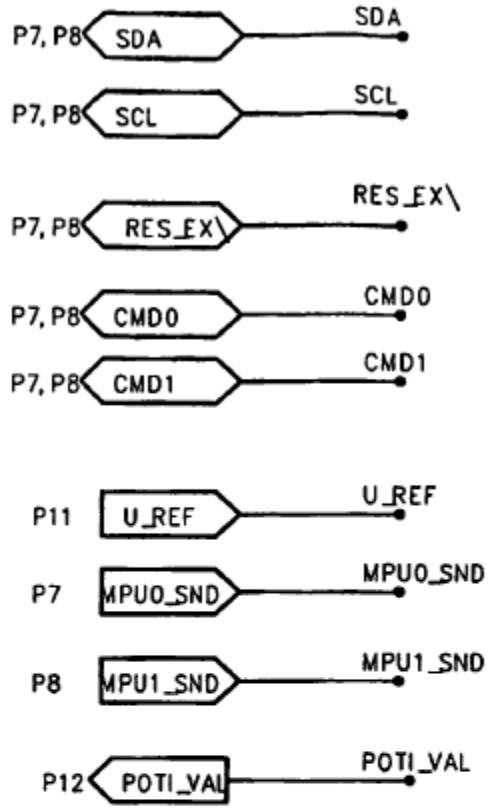 SDA
P7, P8 SDA
SCL
P7, P8 SCL
RES_EX\
P7, P8 RES_EX\
CMD0
P7, P8 CMD0
CMD1
P7, P8 CMD1
U_REF
P11 U_REF
MPU0_SND
P7 MPU0_SND
MPU1_SND
P8 MPU1_SND
POTI_VAL
P12 POTI_VAL